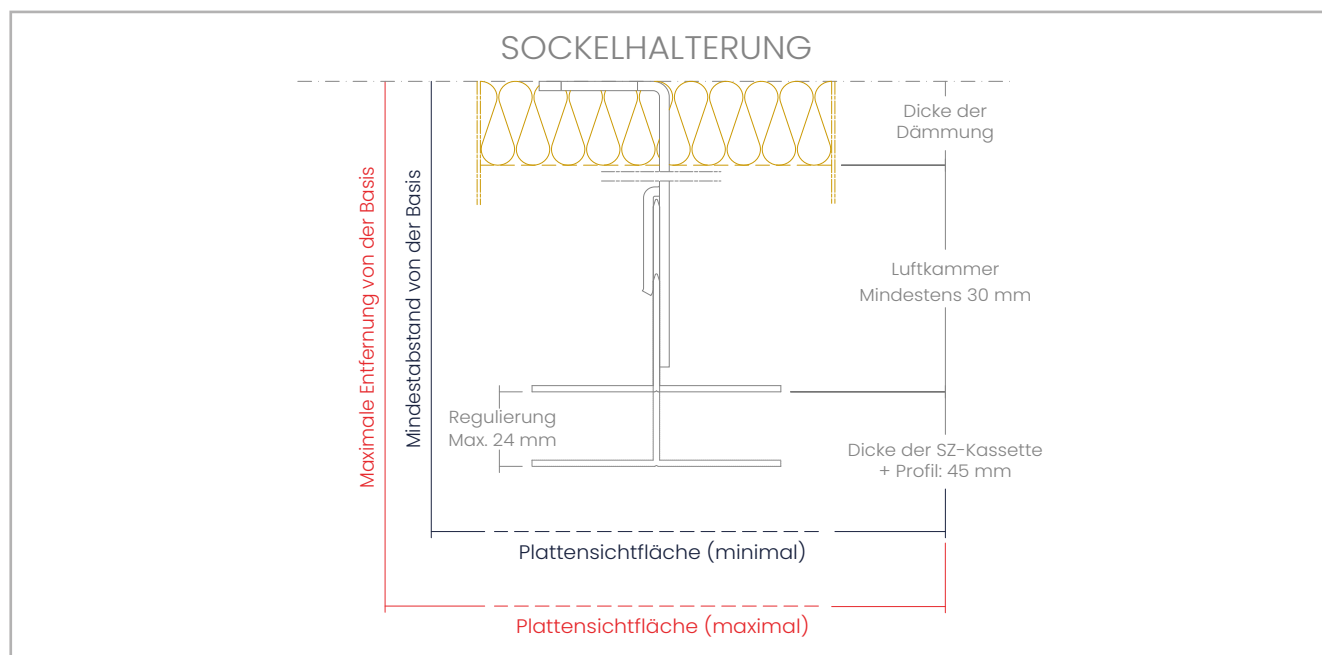 SOCKELHALTERUNG
Dicke der
Dämmung
Maximale Entfernung von der Basis
Mindestabstand von der Basis
Luftkammer
Mindestens 30 mm
Regulierung
Max. 24 mm
Dicke der SZ-Kassette
+ Profil: 45 mm
Plattensichtfläche (minimal)
Plattensichtfläche (maximal)